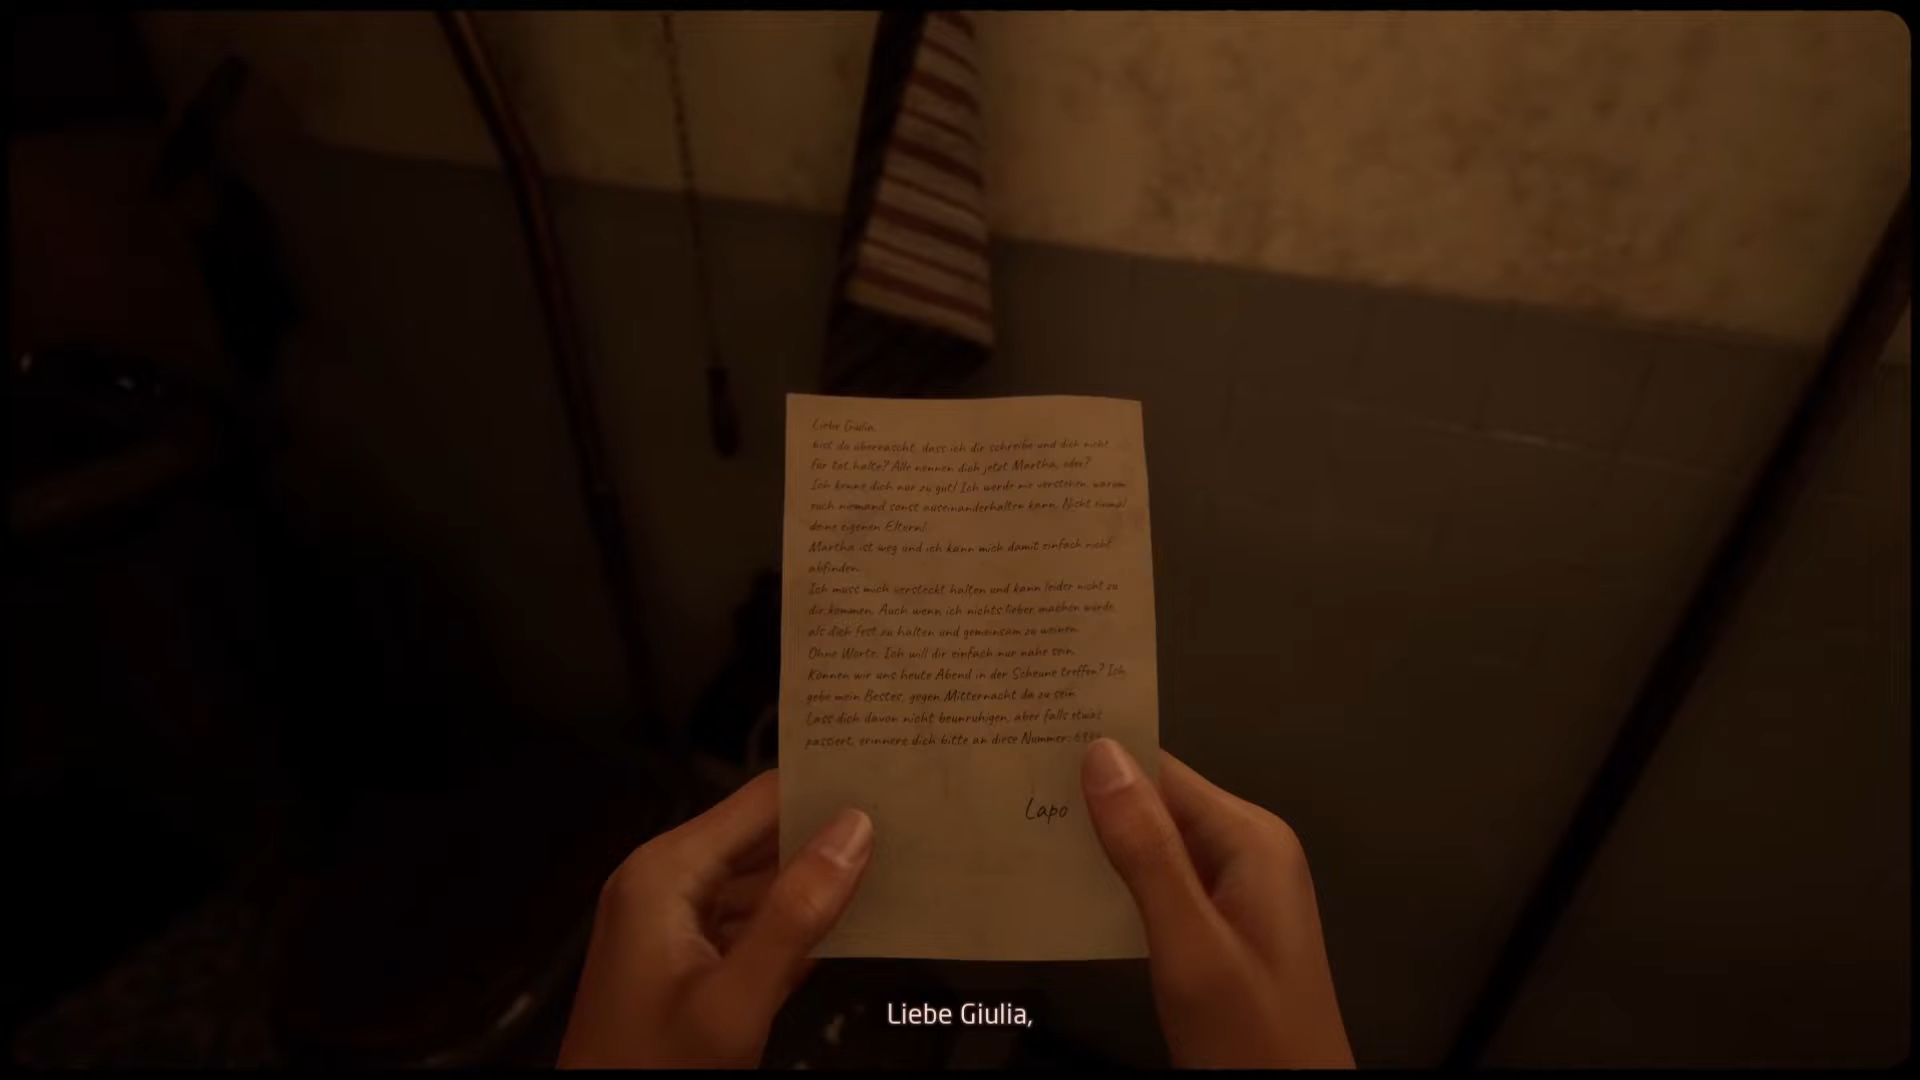 Liebe Giulia,
bist du überrascht, dass ich dir schreibe und dich nicht
für tot halte? Alle nennen dich jetzt Martha, oder?
Ich kenne dich nur zu gut! Ich werde nie verstehen, warum
euch niemand sonst auseinanderhalten kann. Nicht einmal
deine eigenen Eltern!
Martha ist weg und ich kann mich damit einfach nicht
abfinden.
Ich muss mich versteckt halten und kann leider nicht zu
dir kommen. Auch wenn ich nichts lieber machen würde,
als dich fest zu halten und gemeinsam zu weinen.
Ohne Worte. Ich will dir einfach nur nahe sein.
Können wir uns heute Abend in der Scheune treffen? Ich
gebe mein Bestes, gegen Mitternacht da zu sein.
Lass dich davon nicht beunruhigen, aber falls etwas
passiert, erinnere dich bitte an diese Nummer:
Lapo
Liebe Giulia,